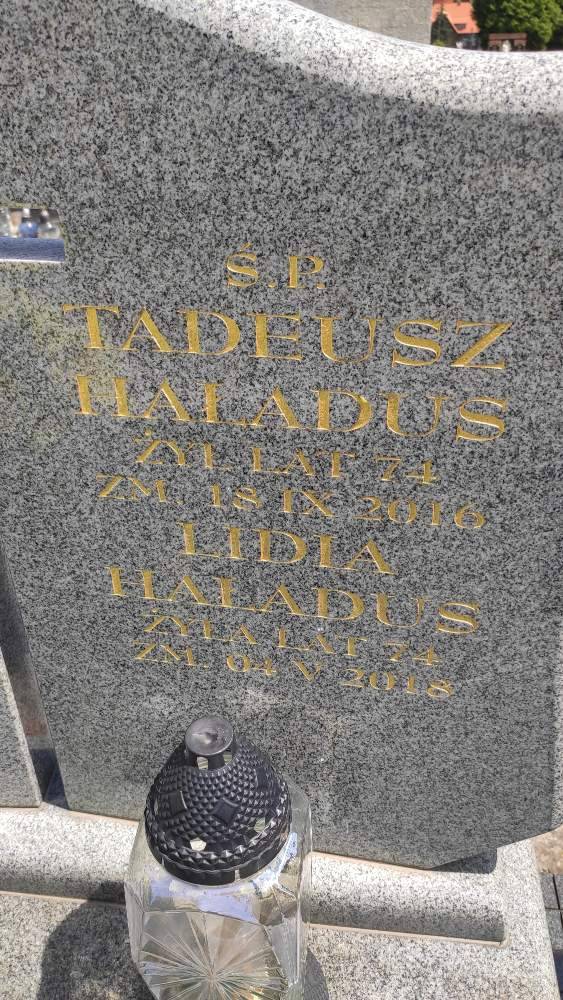 Ś.P.
TADEUSZ
HALADUS
ŻYŁ LAT 74
ZM. 18 IX 2016
LIDIA
HALADUS
ŻYŁA LAT 74
ZM. 04 V 2018